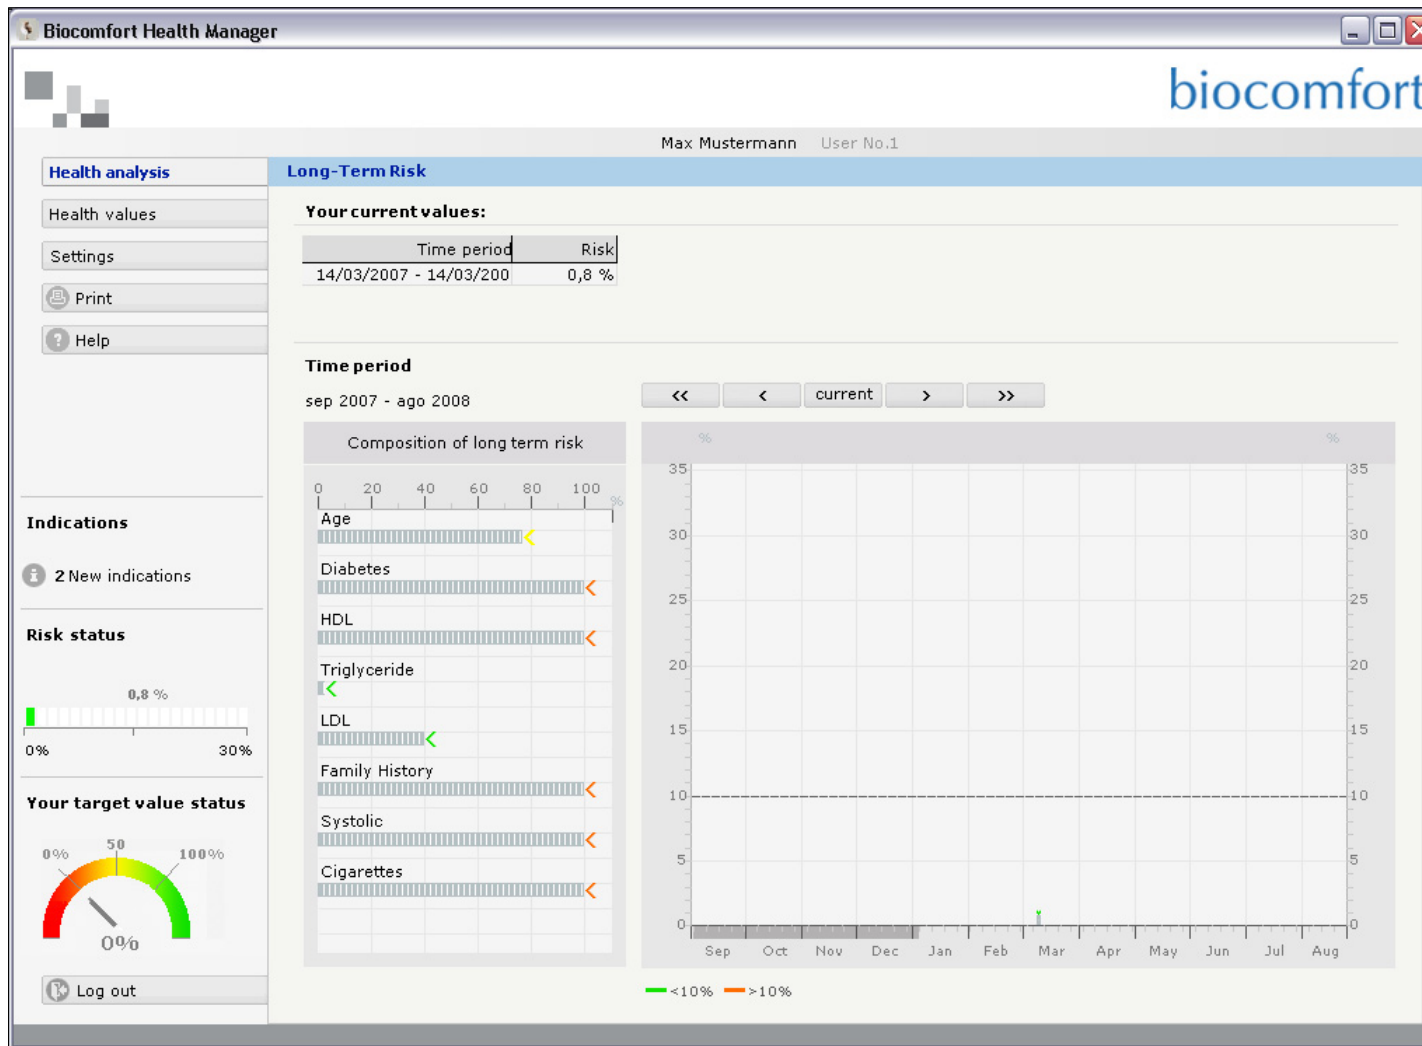 Biocomfort Health Manager
biocomfort
Max Mustermann User No.1
Health analysis
Health values
Settings
Print
Help
Indications
2 New indications
Risk status
0,8 %
0% 30%
Your target value status
0% 50 100%
0%
Log out
Long-Term Risk
Your current values:
Time period Risk
14/03/2007 - 14/03/200 0,8 %
Time period
sep 2007 - ago 2008
<< < current > >>
Composition of long term risk
0 20 40 60 80 100
%
Age
Diabetes
HDL
Triglyceride
LDL
Family History
Systolic
Cigarettes
% %
35 35
30 30
25 25
20 20
15 15
10 10
5 5
0 0
Sep Oct Nov Dec Jan Feb Mar Apr May Jun Jul Aug
<10% >10%